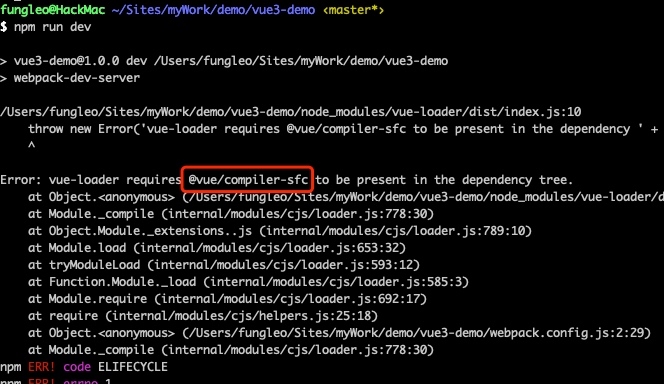 fungleo@HackMac ~/Sites/myWork/demo/vue3-demo ‹master*›
$ npm run dev
> vue3-demo@1.0.0 dev /Users/fungleo/Sites/myWork/demo/vue3-demo
> webpack-dev-server
/Users/fungleo/Sites/myWork/demo/vue3-demo/node_modules/vue-loader/dist/index.js:10
throw new Error('vue-loader requires @vue/compiler-sfc to be present in the dependency ' +
^
Error: vue-loader requires @vue/compiler-sfc to be present in the dependency tree.
at Object.<anonymous> (/Users/fungleo/Sites/myWork/demo/vue3-demo/node_modules/vue-loader/d
at Module._compile (internal/modules/cjs/loader.js:778:30)
at Object.Module._extensions..js (internal/modules/cjs/loader.js:789:10)
at Module.load (internal/modules/cjs/loader.js:653:32)
at tryModuleLoad (internal/modules/cjs/loader.js:593:12)
at Function.Module._load (internal/modules/cjs/loader.js:585:3)
at Module.require (internal/modules/cjs/loader.js:692:17)
at require (internal/modules/cjs/helpers.js:25:18)
at Object.<anonymous> (/Users/fungleo/Sites/myWork/demo/vue3-demo/webpack.config.js:2:29)
at Module._compile (internal/modules/cjs/loader.js:778:30)
npm ERR! code ELIFECYCLE
npm ERR! errno 1